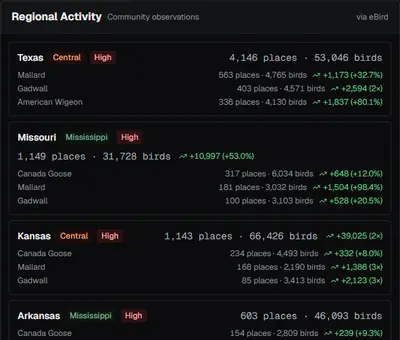 Regional Activity Community observations via eBird
Texas Central High 4,146 places · 53,046 birds
Mallard 563 places · 4,765 birds +1,173 (+32.7%)
Gadwall 403 places · 4,571 birds +2,594 (2×)
American Wigeon 336 places · 4,130 birds +1,837 (+80.1%)
Missouri Mississippi High
1,149 places · 31,728 birds +10,997 (+53.0%)
Canada Goose 317 places · 6,034 birds +648 (+12.0%)
Mallard 181 places · 3,032 birds +1,504 (+98.4%)
Gadwall 100 places · 3,103 birds +528 (+20.5%)
Kansas Central High 1,143 places · 66,426 birds +39,025 (2×)
Canada Goose 234 places · 4,493 birds +332 (+8.0%)
Mallard 168 places · 2,190 birds +1,386 (3×)
Gadwall 85 places · 3,413 birds +2,123 (3×)
Arkansas Mississippi High 603 places · 46,093 birds
Canada Goose 154 places · 2,809 birds +239 (+9.3%)